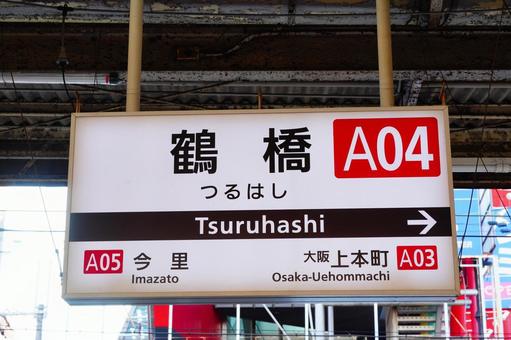 鶴橋 A04
つるはし
Tsuruhashi →
A05 今里 大阪上本町 A03
Imazato Osaka-Uehommachi